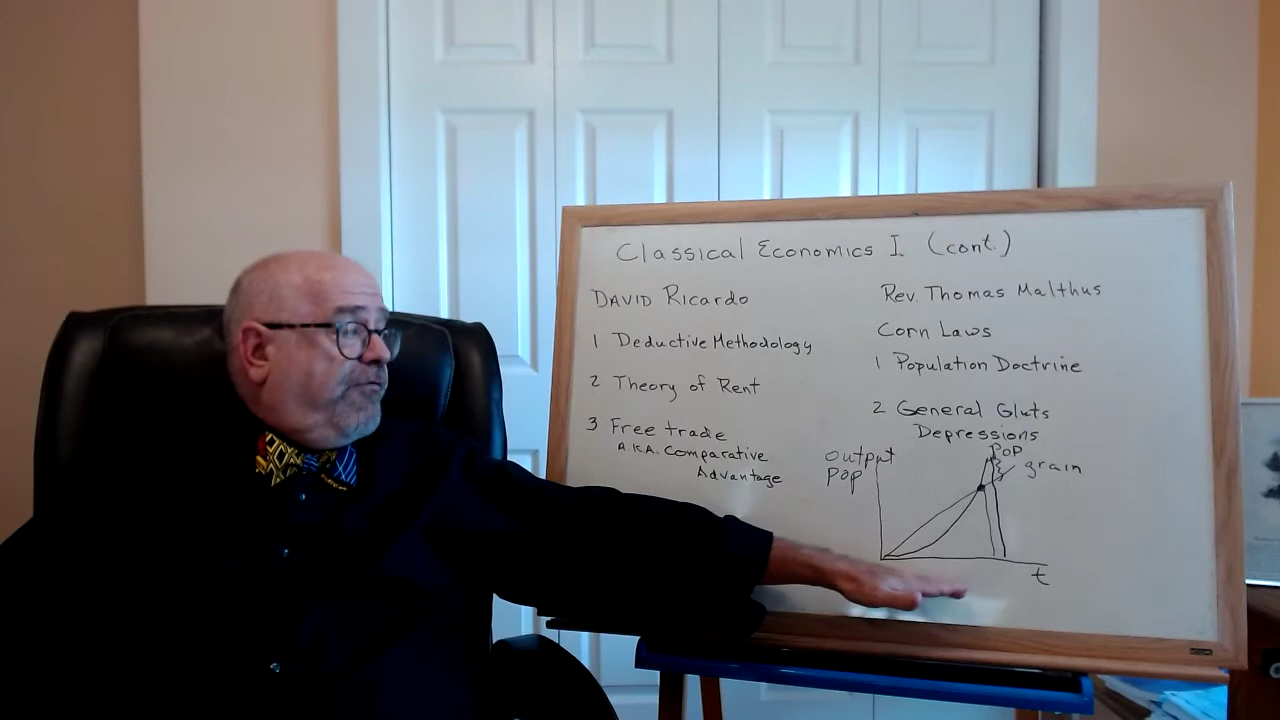 Classical Economics I. (cont.)
DAVID Ricardo
1 Deductive Methodology
2 Theory of Rent
3 Free trade
A.K.A. Comparative
Advantage
Rev. Thomas Malthus
Corn Laws
1 Population Doctrine
2 General Gluts
Depressions
output
POP
POP
grain
t